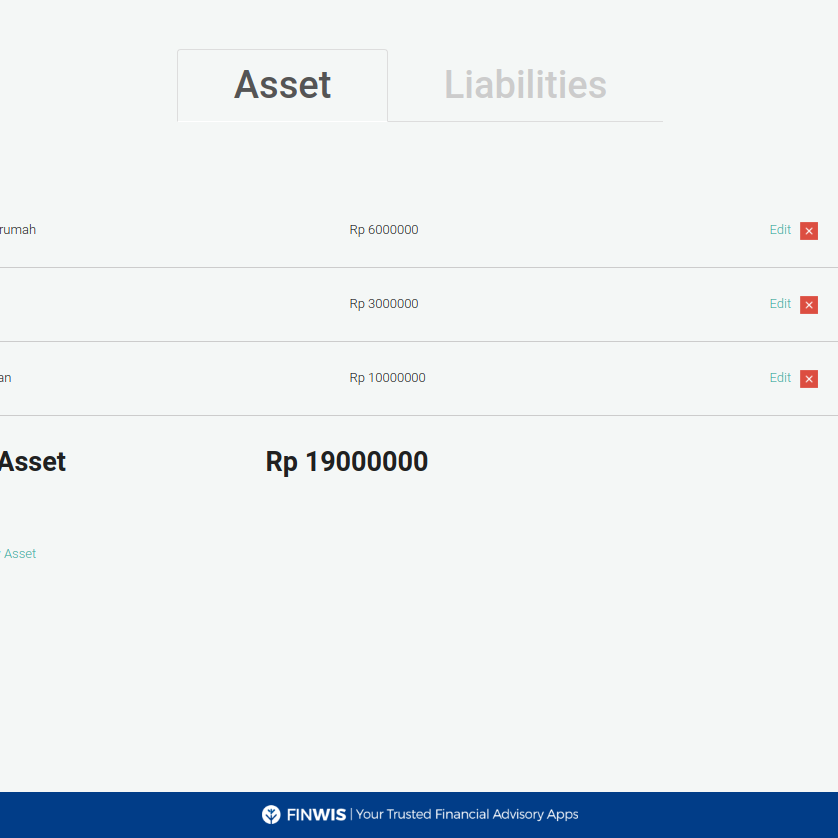 Asset Liabilities
rumah Rp 6000000 Edit
Rp 3000000 Edit
an Rp 10000000 Edit
Asset Rp 19000000
Asset
FINWIS | Your Trusted Financial Advisory Apps